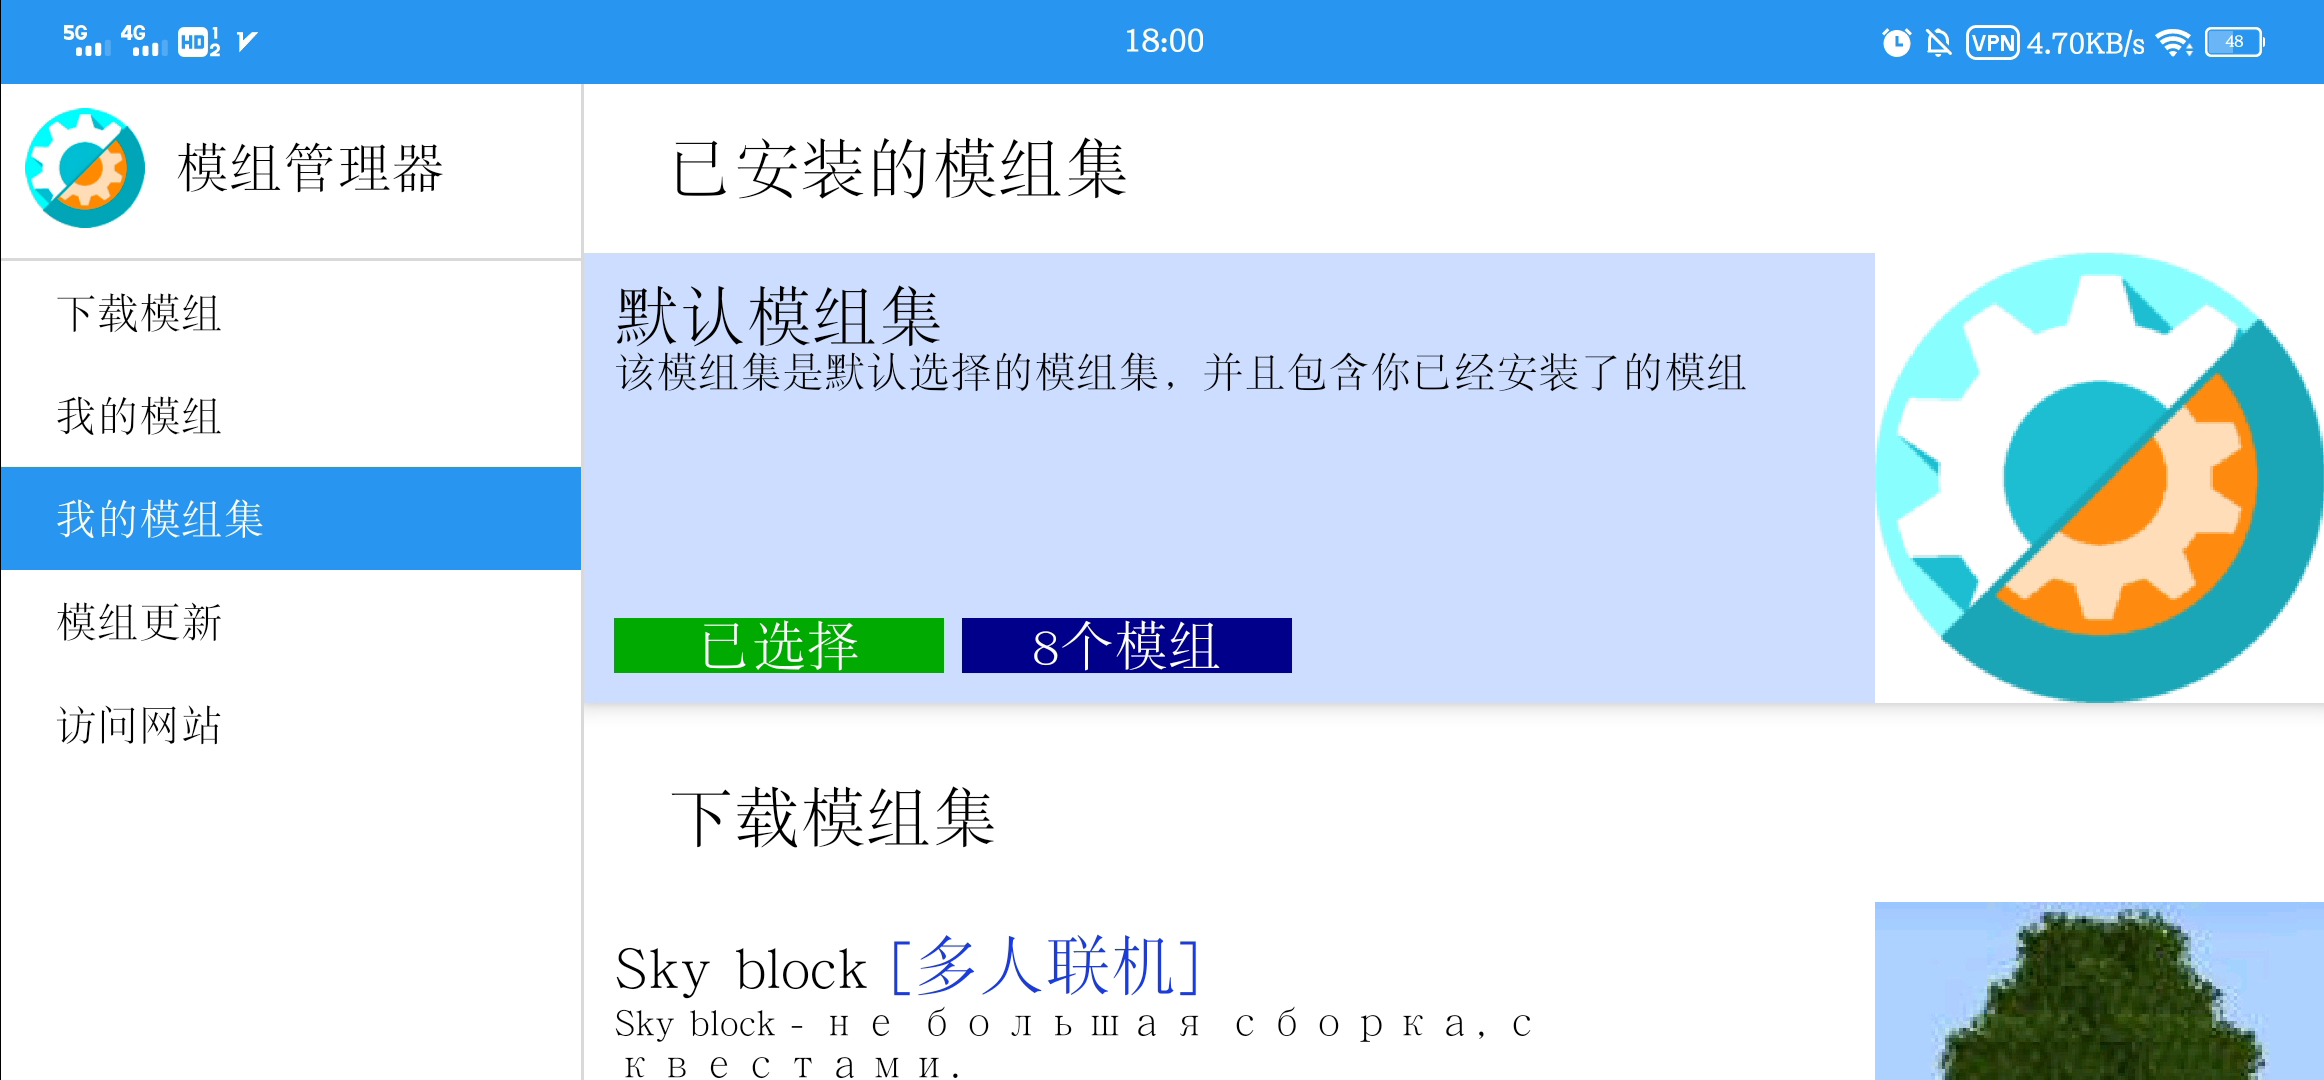 5G 4G HD 1 2
18:00
VPN 4.70KB/s 48
模组管理器
下载模组
我的模组
我的模组集
模组更新
访问网站
已安装的模组集
默认模组集
该模组集是默认选择的模组集，并且包含你已经安装了的模组
已选择 8个模组
下载模组集
Sky block [多人联机]
Sky block - не большая сборка, с
квестами.